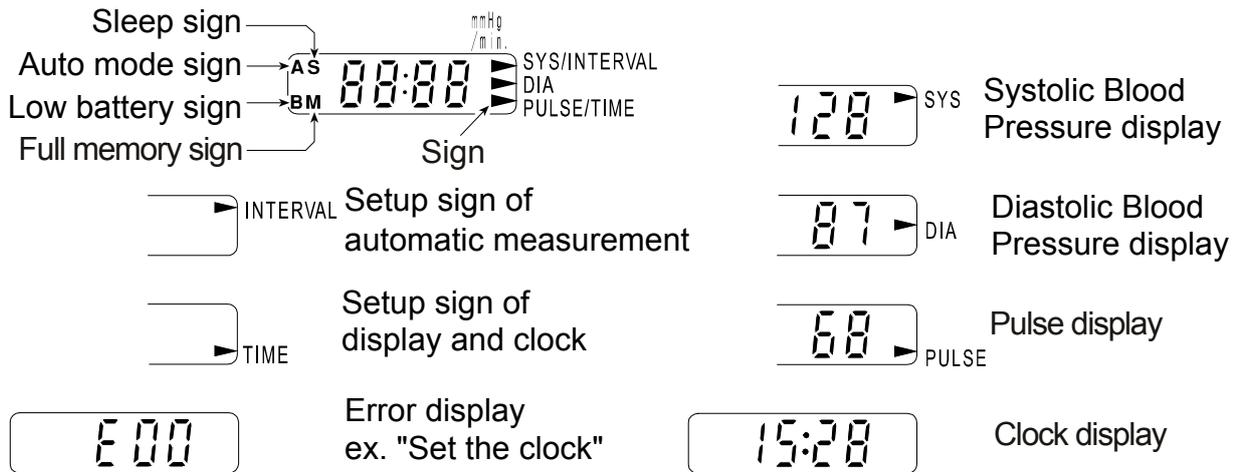 Sleep sign
Auto mode sign
Low battery sign
Full memory sign
AS
BM
88:88
mmHg
/min.
SYS/INTERVAL
DIA
PULSE/TIME
Sign
128
SYS
Systolic Blood
Pressure display
INTERVAL
Setup sign of
automatic measurement
87
DIA
Diastolic Blood
Pressure display
TIME
Setup sign of
display and clock
68
PULSE
Pulse display
E00
Error display
ex. "Set the clock"
15:28
Clock display